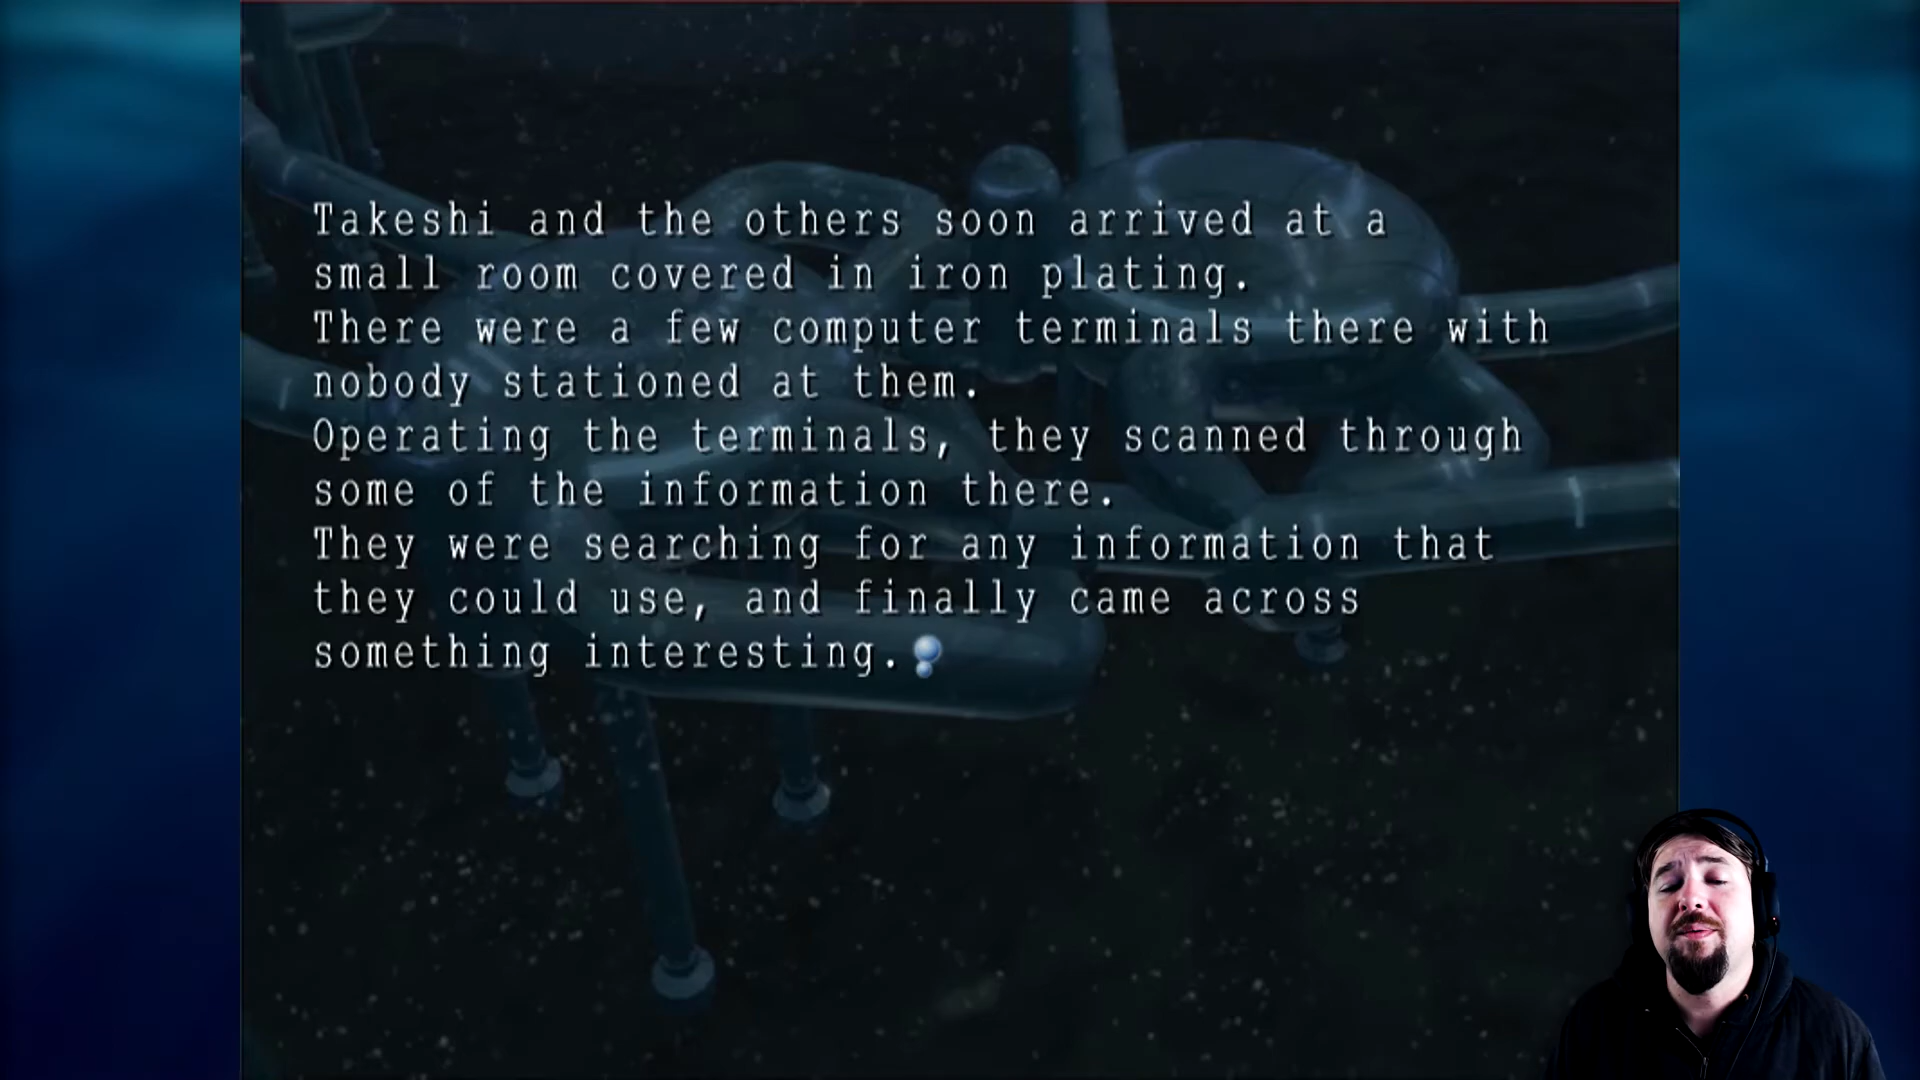 Takeshi and the others soon arrived at a
small room covered in iron plating.
There were a few computer terminals there with
nobody stationed at them.
Operating the terminals, they scanned through
some of the information there.
They were searching for any information that
they could use, and finally came across
something interesting.